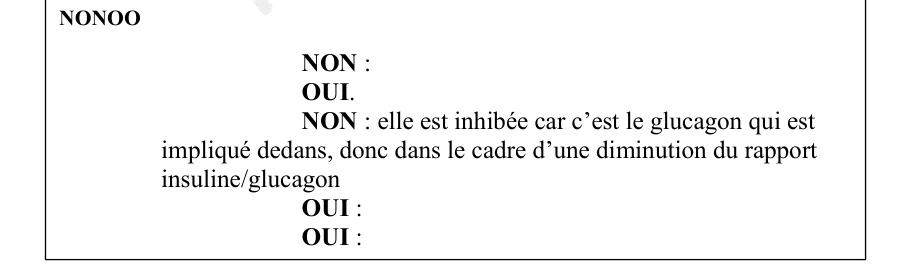 NONOO
NON :
OUI.
NON : elle est inhibée car c’est le glucagon qui est
impliqué dedans, donc dans le cadre d’une diminution du rapport
insuline/glucagon
OUI :
OUI :